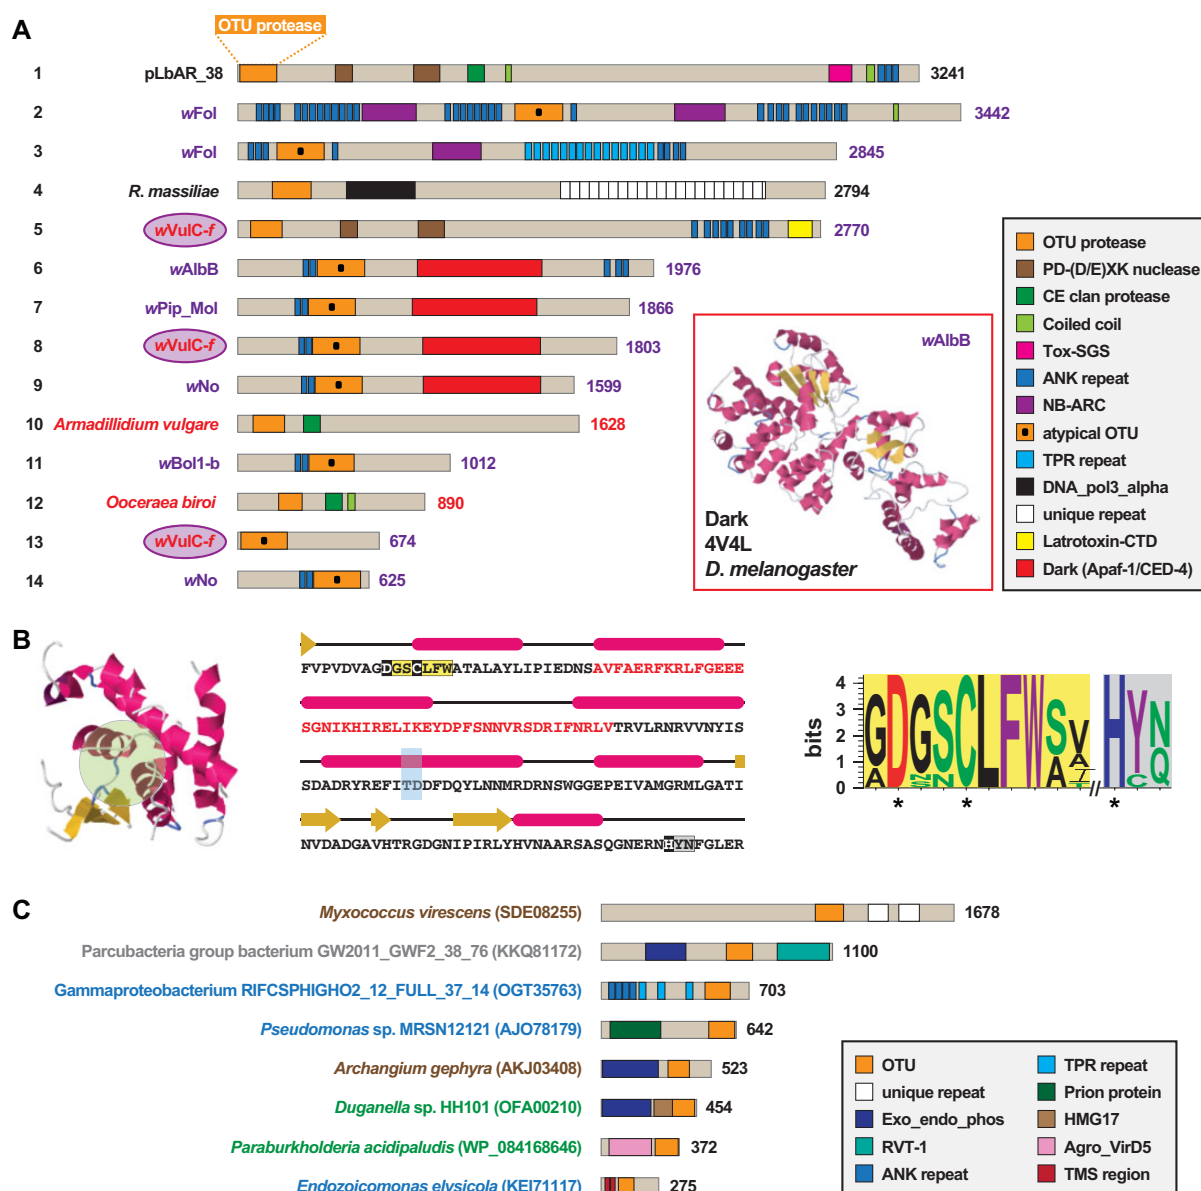 A
OTU protease
1 pLbAR_38 3241
2 wFol 3442
3 wFol 2845
4 R. massiliae 2794
5 wVulC-f 2770
6 wAlbB 1976
7 wPip_Mol 1866
8 wVulC-f 1803
9 wNo 1599
10 Armadillidium vulgare 1628
11 wBol1-b 1012
12 Ooceraea biroi 890
13 wVulC-f 674
14 wNo 625
wAlbB
Dark
4V4L
D. melanogaster
OTU protease
PD-(D/E)XK nuclease
CE clan protease
Coiled coil
Tox-SGS
ANK repeat
NB-ARC
atypical OTU
TPR repeat
DNA_pol3_alpha
unique repeat
Latrotoxin-CTD
Dark (Apaf-1/CED-4)
B
FVPVDVAGDGSCLFWATALAYLIPIEDNSAVFAERFKRLFGEEE
SGNIKHIRELIKEYDPFSNNVRSDRIFNRLVTRVLRNRVVNYIS
SDADRYREFITDDFDQYLNNMRDRNSWGGEPEIVAMGRMLGATI
NVDADGAVHTRGDGNIPIRLYHVNAARSASQGNERNHYNFGLER
bits
4
3
2
1
0
GDGSCLFWSV//HYN
A NN A A I C Q
* * *
C
Myxococcus virescens (SDE08255) 1678
Parcubacteria group bacterium GW2011_GWF2_38_76 (KKQ81172) 1100
Gammaproteobacterium RIFCSPHIGHO2_12_FULL_37_14 (OGT35763) 703
Pseudomonas sp. MRSN12121 (AJO78179) 642
Archangium gephyra (AKJ03408) 523
Duganella sp. HH101 (OFA00210) 454
Paraburkholderia acidipaludis (WP_084168646) 372
Endozoicomonas elysicola (KEI71117) 275
OTU
unique repeat
Exo_endo_phos
RVT-1
ANK repeat
TPR repeat
Prion protein
HMG17
Agro_VirD5
TMS region